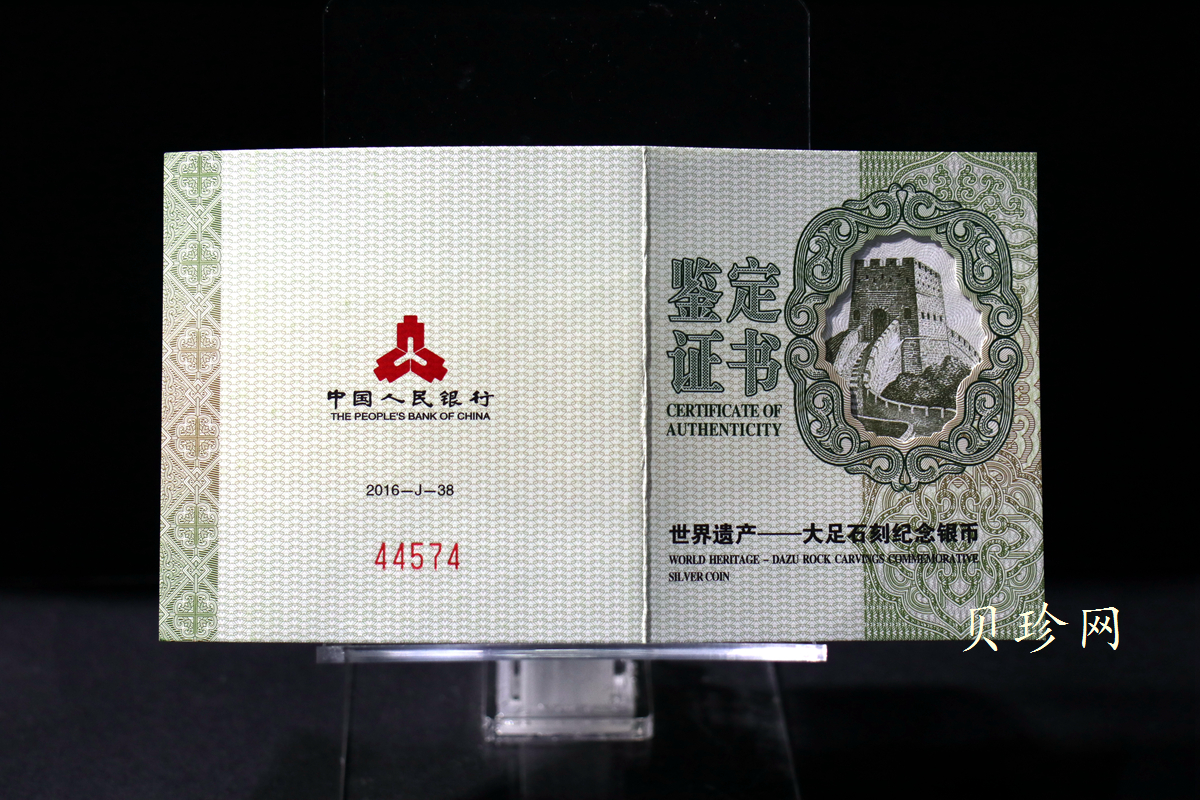 中国人民银行
THE PEOPLE'S BANK OF CHINA
2016—J—38
44574
鉴定
证书
CERTIFICATE OF
AUTHENTICITY
世界遗产——大足石刻纪念银币
WORLD HERITAGE – DAZU ROCK CARVINGS COMMEMORATIVE
SILVER COIN
贝珍网